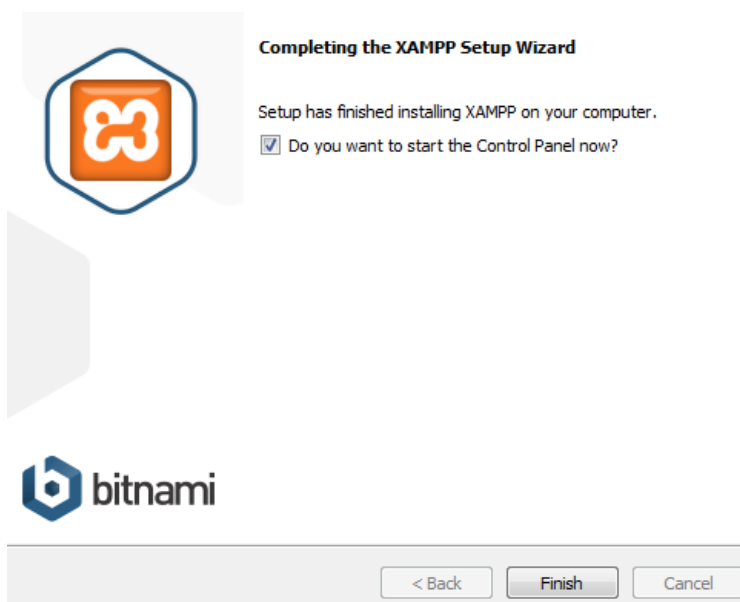 Completing the XAMPP Setup Wizard
Setup has finished installing XAMPP on your computer.
Do you want to start the Control Panel now?
bitnami
< Back
Finish
Cancel